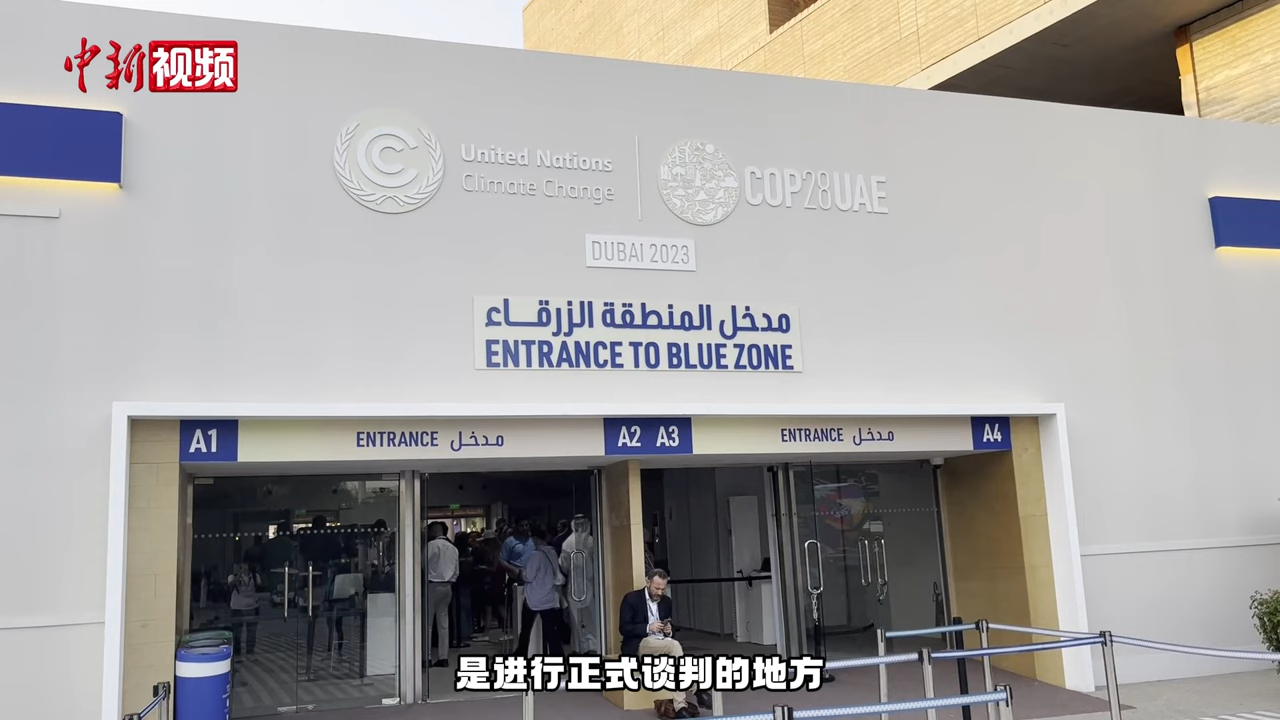 中新视频
United Nations
Climate Change
COP28UAE
DUBAI 2023
مدخل المنطقة الزرقاء
ENTRANCE TO BLUE ZONE
A1
ENTRANCE مدخل
A2 A3
ENTRANCE مدخل
A4
是进行正式谈判的地方